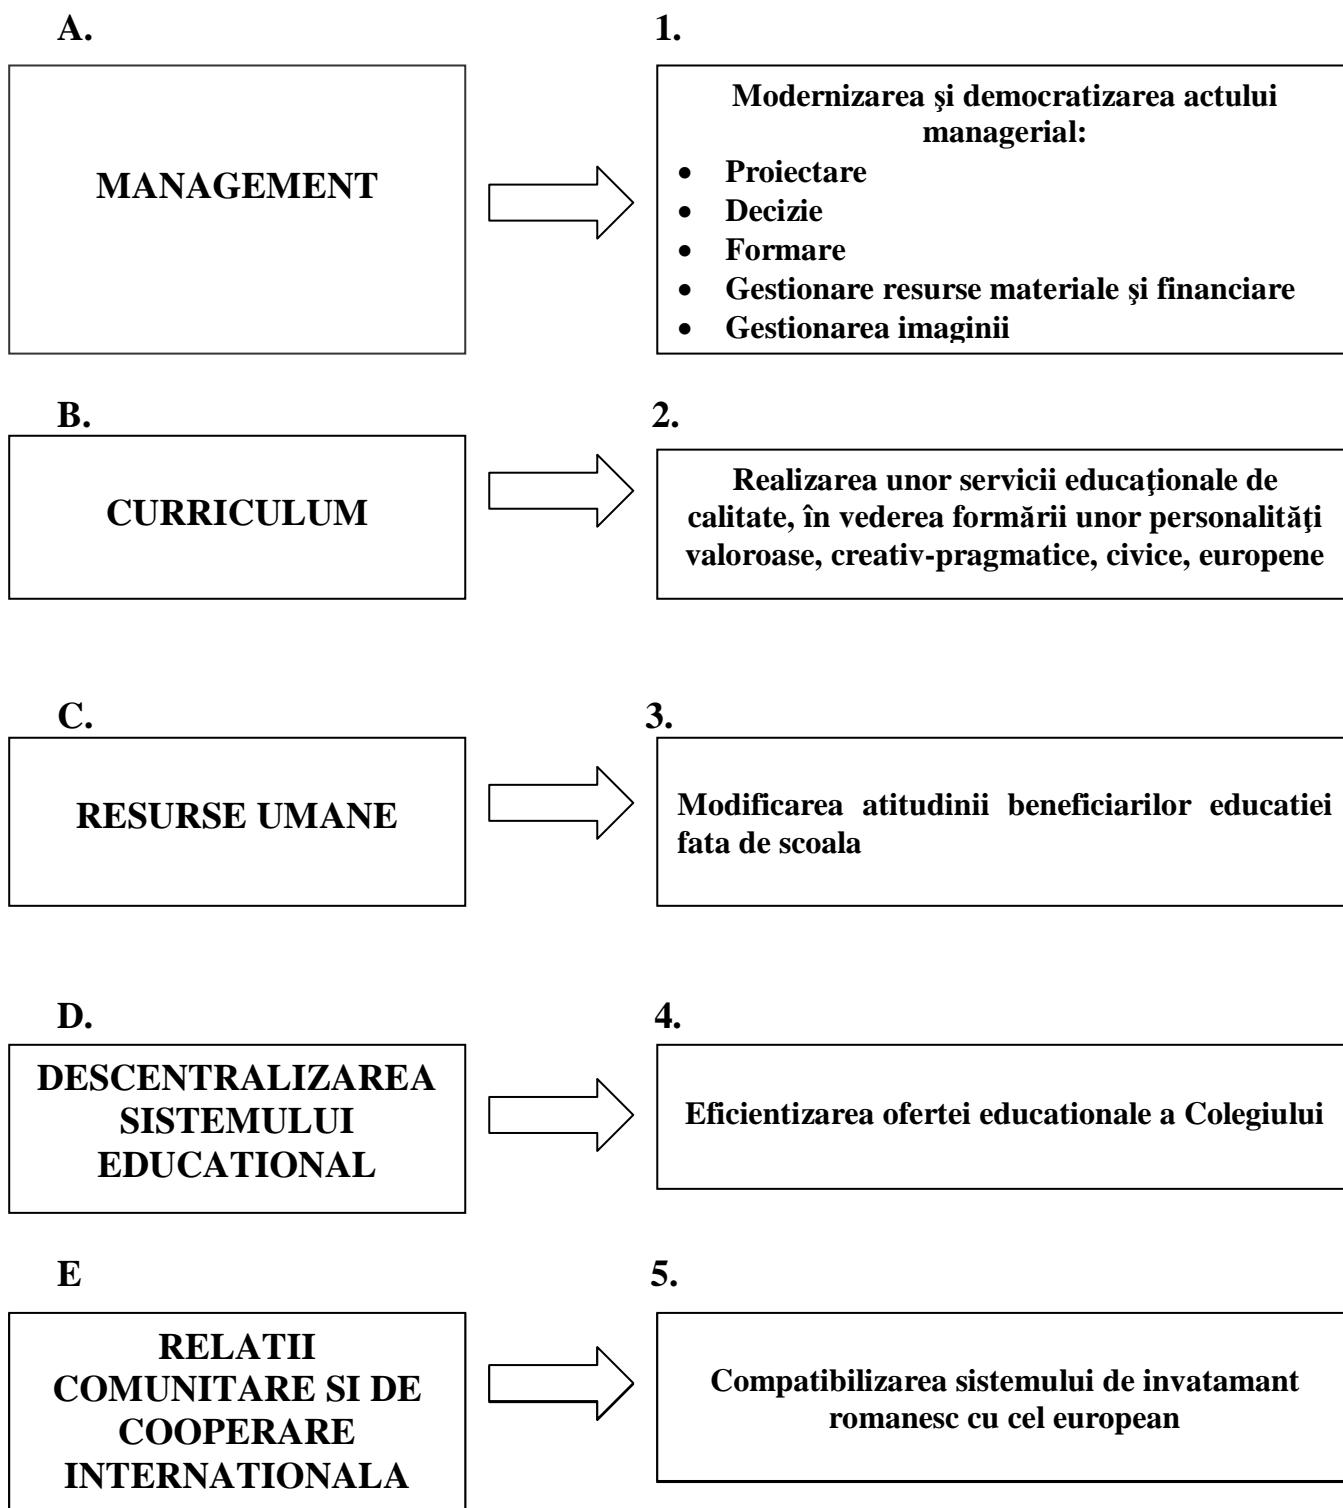 A.
1.
MANAGEMENT
Modernizarea şi democratizarea actului
managerial:
• Proiectare
• Decizie
• Formare
• Gestionare resurse materiale şi financiare
• Gestionarea imaginii
B.
2.
CURRICULUM
Realizarea unor servicii educaţionale de
calitate, în vederea formării unor personalităţi
valoroase, creativ-pragmatice, civice, europene
C.
3.
RESURSE UMANE
Modificarea atitudinii beneficiarilor educatiei
fata de scoala
D.
4.
DESCENTRALIZAREA
SISTEMULUI
EDUCATIONAL
Eficientizarea ofertei educationale a Colegiului
E
5.
RELATII
COMUNITARE SI DE
COOPERARE
INTERNATIONALA
Compatibilizarea sistemului de invatamant
romanesc cu cel european